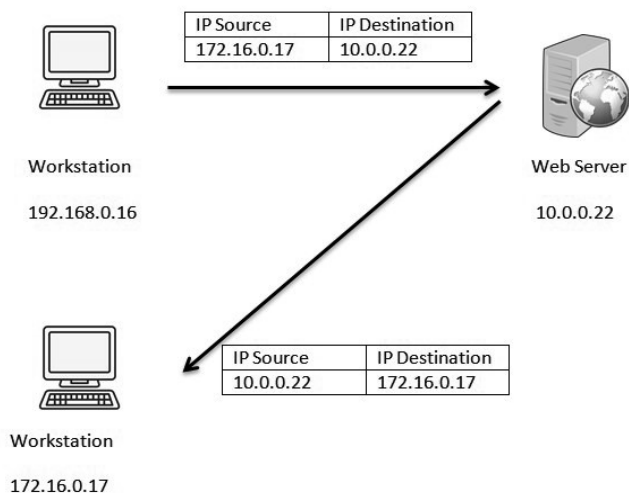 IP Source IP Destination
172.16.0.17 10.0.0.22
Workstation
192.168.0.16
Web Server
10.0.0.22
IP Source IP Destination
10.0.0.22 172.16.0.17
Workstation
172.16.0.17